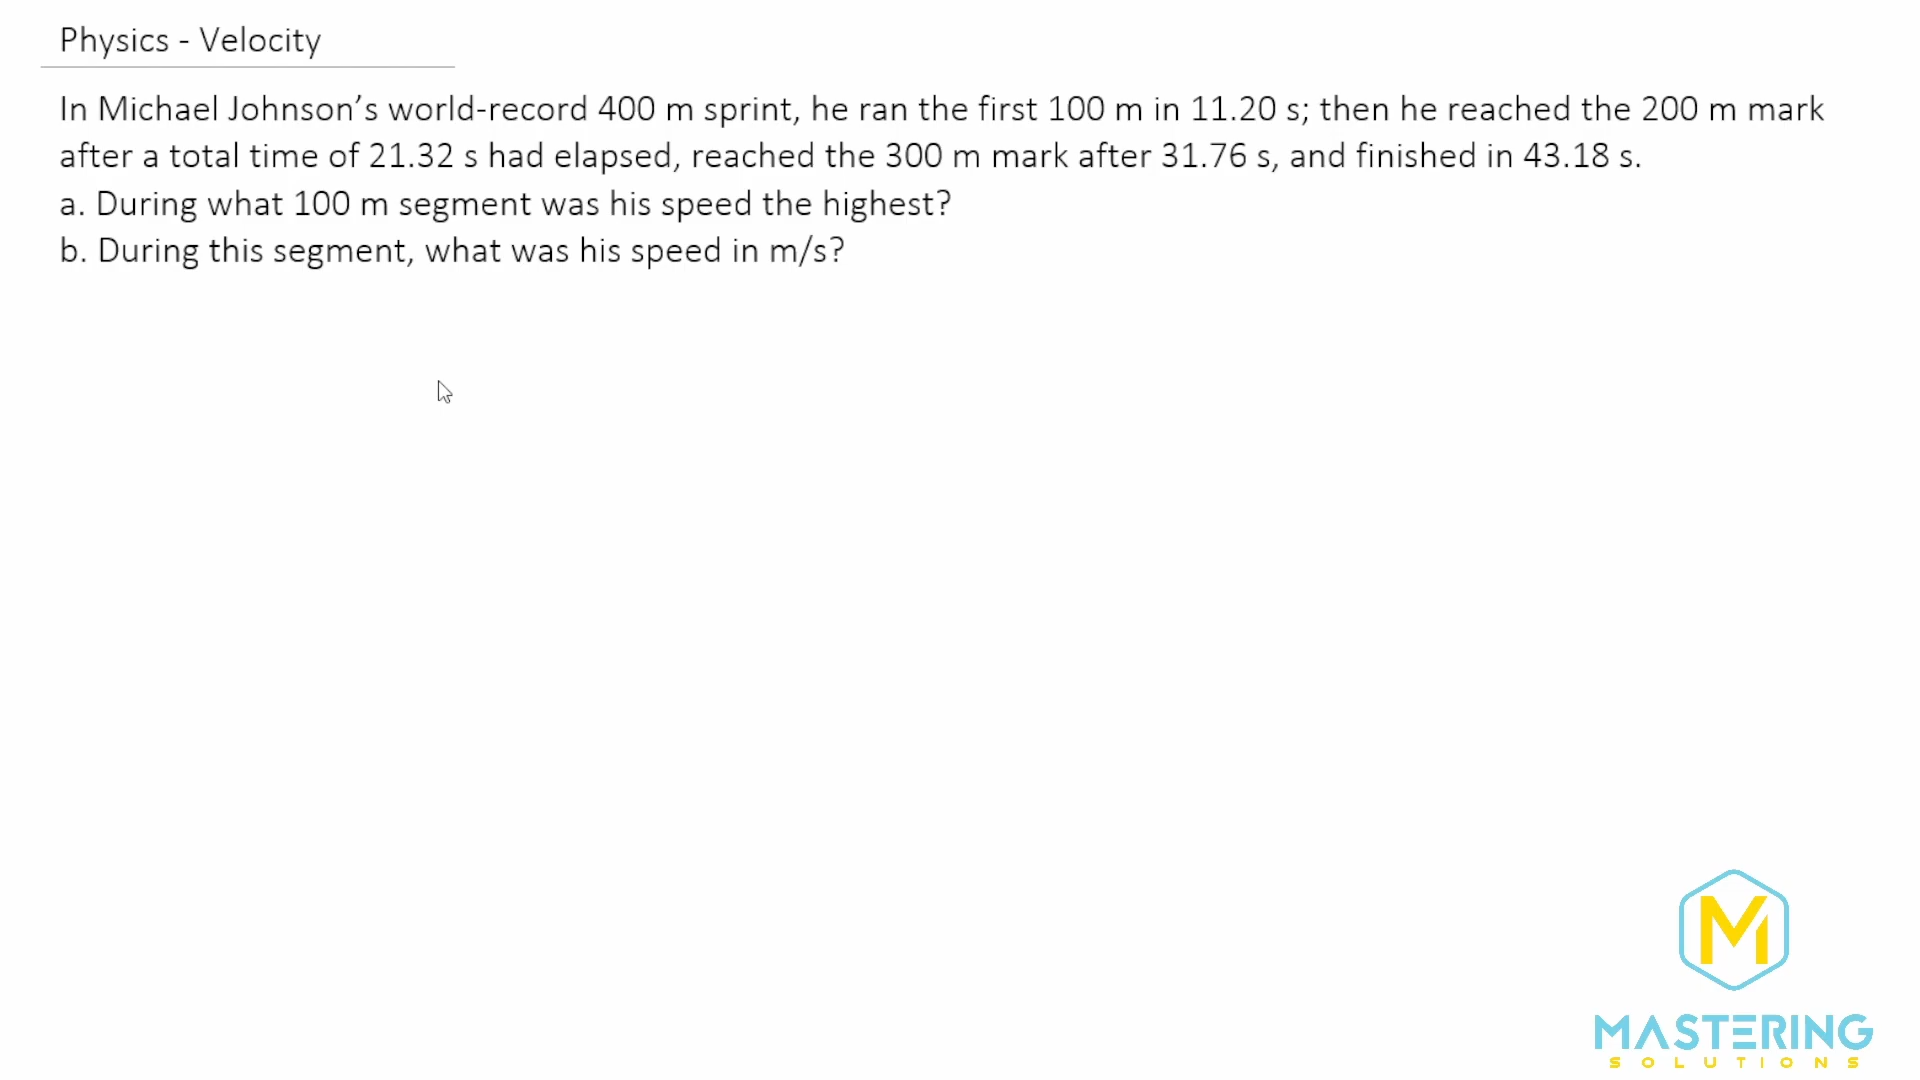 Physics - Velocity
In Michael Johnson’s world-record 400 m sprint, he ran the first 100 m in 11.20 s; then he reached the 200 m mark
after a total time of 21.32 s had elapsed, reached the 300 m mark after 31.76 s, and finished in 43.18 s.
a. During what 100 m segment was his speed the highest?
b. During this segment, what was his speed in m/s?
M
MASTERING
SOLUTIONS